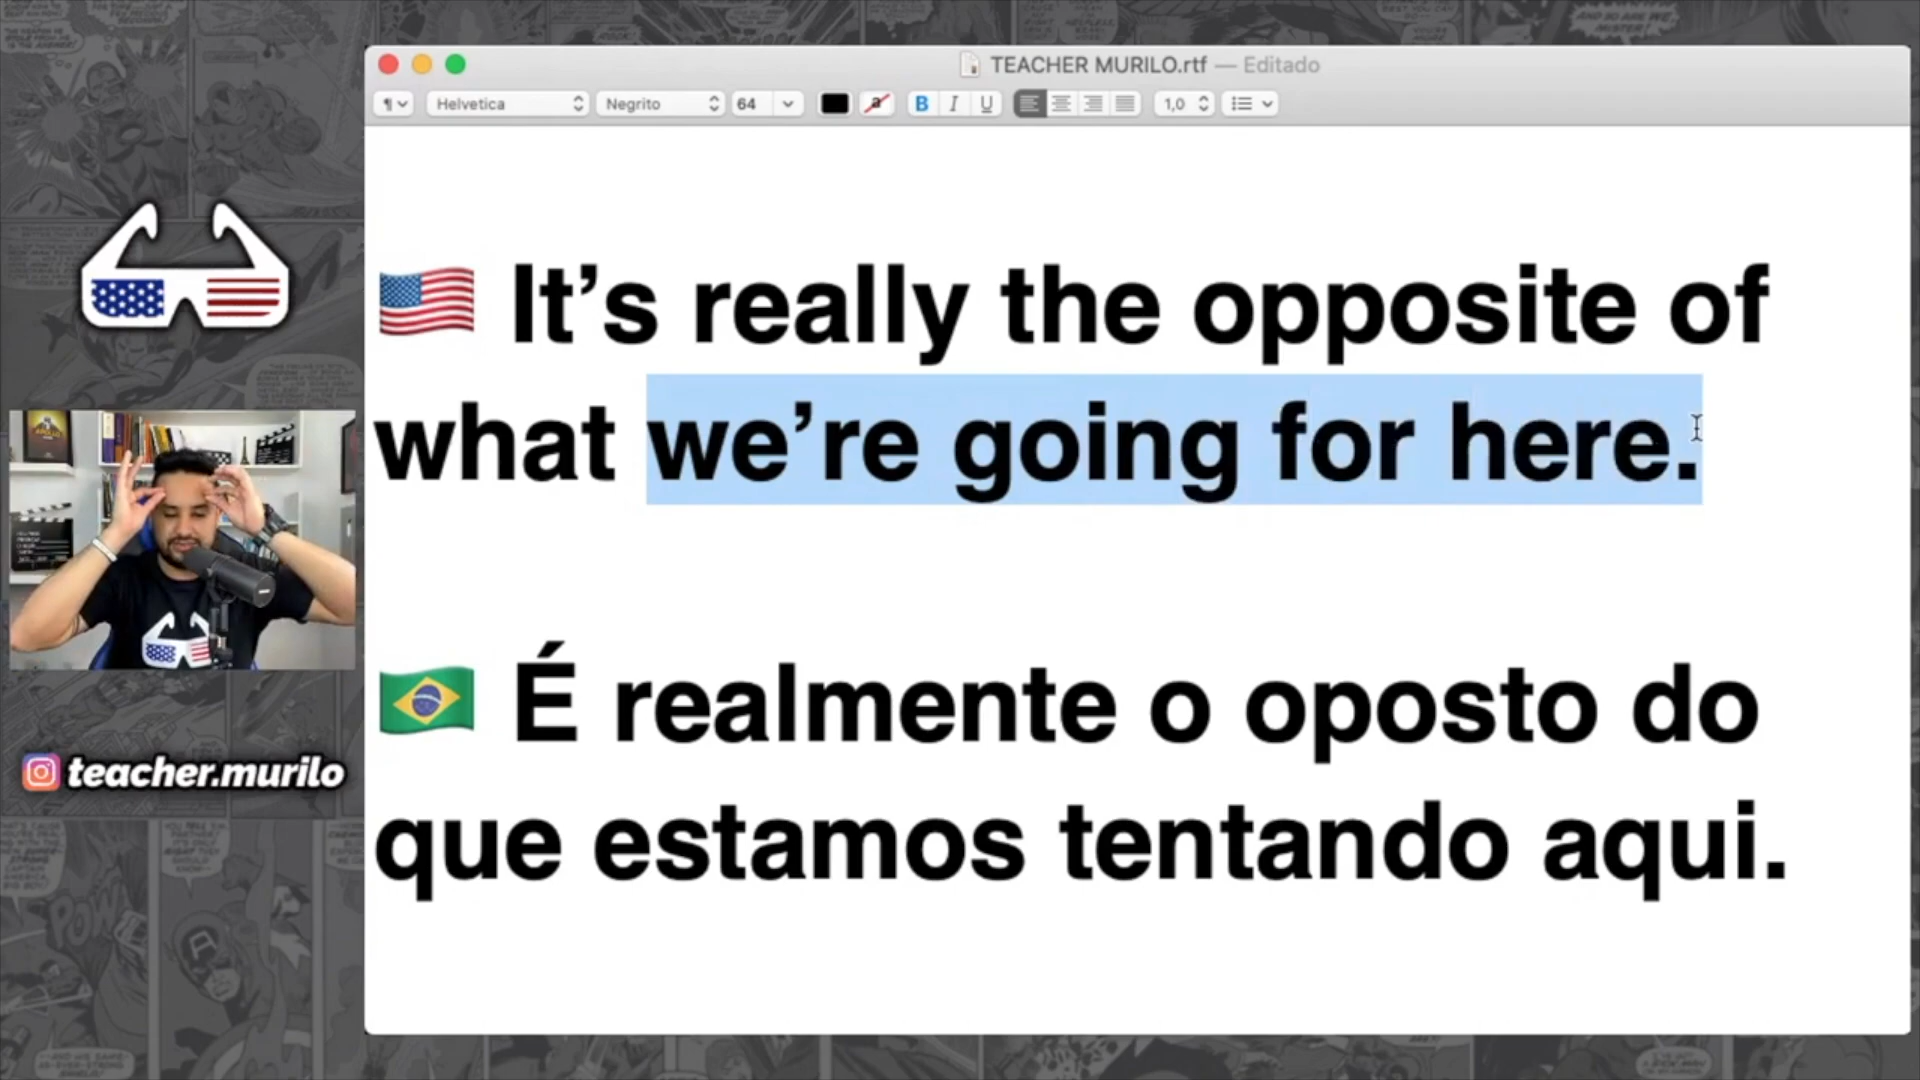 TEACHER MURILO.rtf — Editado
¶ Helvetica Negrito 64 a B I U 1,0
🇺🇸 It’s really the opposite of
what we’re going for here.
🇧🇷 É realmente o oposto do
que estamos tentando aqui.
teacher.murilo
POW